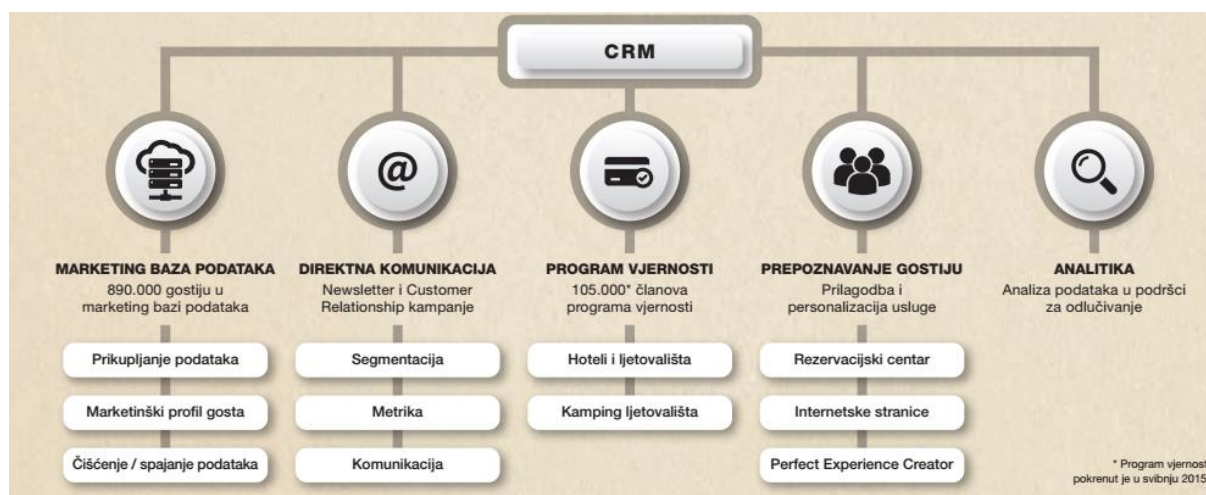 CRM
@
MARKETING BAZA PODATAKA
890.000 gostiju u
marketing bazi podataka
Prikupljanje podataka
Marketinški profil gosta
Čišćenje / spajanje podataka
DIREKTNA KOMUNIKACIJA
Newsletter i Customer
Relationship kampanje
Segmentacija
Metrika
Komunikacija
PROGRAM VJERNOSTI
105.000* članova
programa vjernosti
Hoteli i ljetovališta
Kamping ljetovališta
PREPOZNAVANJE GOSTIJU
Prilagodba i
personalizacija usluge
Rezervacijski centar
Internetske stranice
Perfect Experience Creator
ANALITIKA
Analiza podataka u podršci
za odlučivanje
* Program vjernost
pokrenut je u svibnju 2015